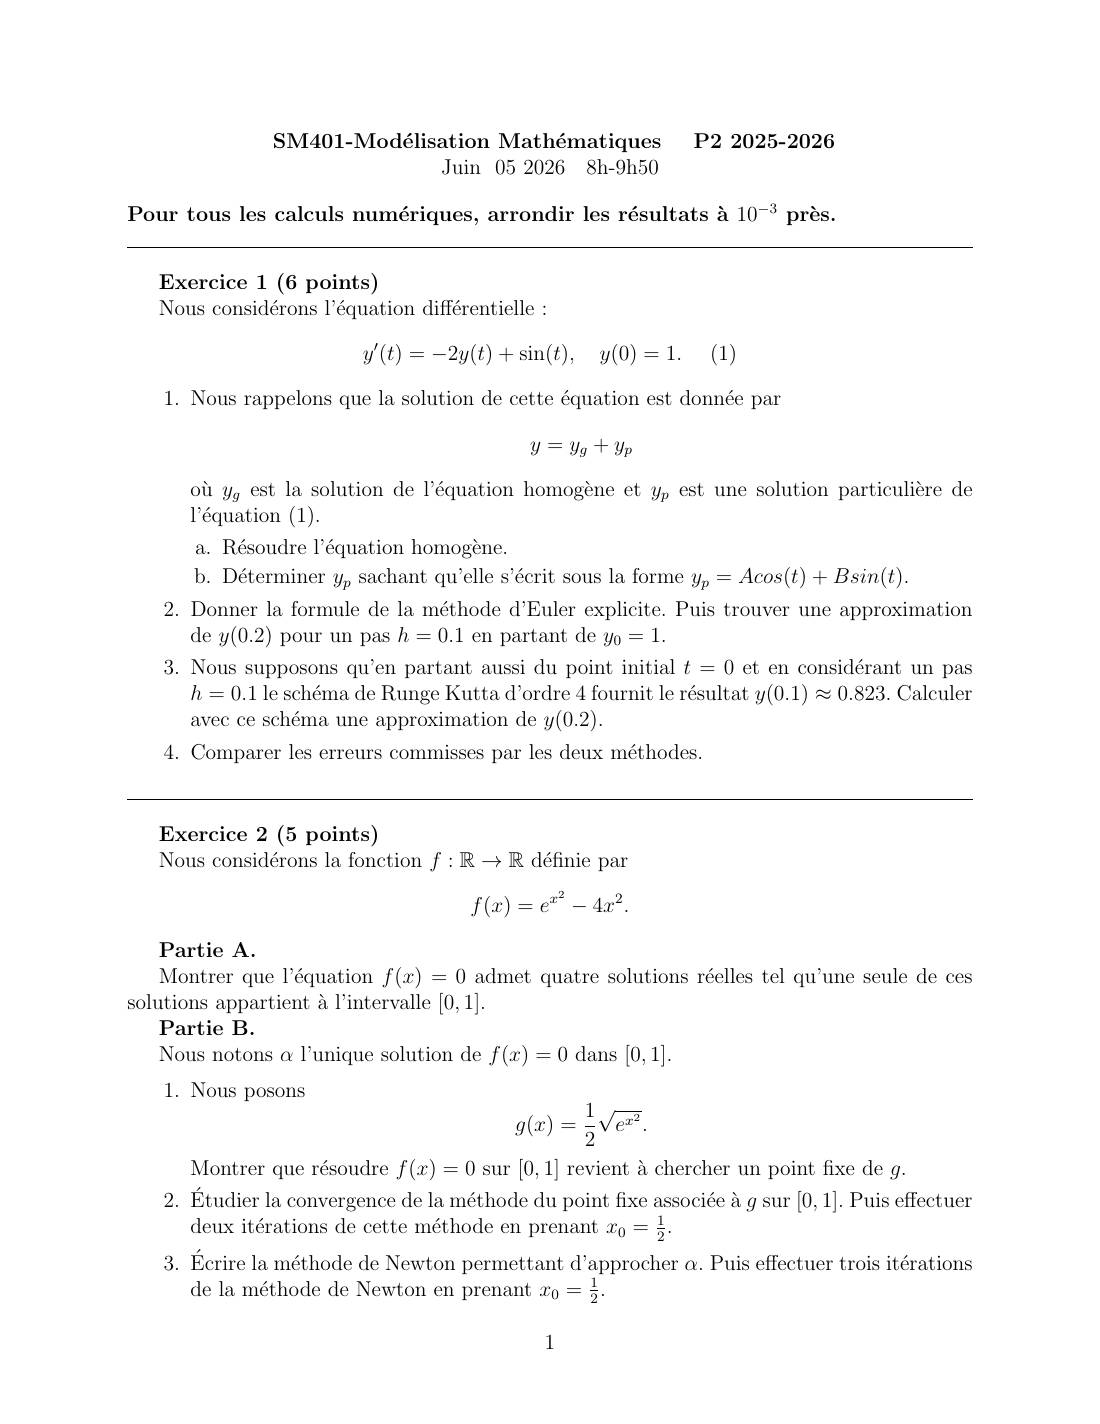 SM401-Modélisation Mathématiques P2 2025-2026
Juin 05 2026 8h-9h50
Pour tous les calculs numériques, arrondir les résultats à 10⁻³ près.
Exercice 1 (6 points)
Nous considérons l'équation différentielle :
y′(t) = −2y(t) + sin(t), y(0) = 1. (1)
1. Nous rappelons que la solution de cette équation est donnée par
y = y_g + y_p
où y_g est la solution de l'équation homogène et y_p est une solution particulière de
l'équation (1).
a. Résoudre l'équation homogène.
b. Déterminer y_p sachant qu'elle s'écrit sous la forme y_p = Acos(t) + Bsin(t).
2. Donner la formule de la méthode d'Euler explicite. Puis trouver une approximation
de y(0.2) pour un pas h = 0.1 en partant de y₀ = 1.
3. Nous supposons qu'en partant aussi du point initial t = 0 et en considérant un pas
h = 0.1 le schéma de Runge Kutta d'ordre 4 fournit le résultat y(0.1) ≈ 0.823. Calculer
avec ce schéma une approximation de y(0.2).
4. Comparer les erreurs commisses par les deux méthodes.
Exercice 2 (5 points)
Nous considérons la fonction f : ℝ → ℝ définie par
f(x) = e^{x²} − 4x².
Partie A.
Montrer que l'équation f(x) = 0 admet quatre solutions réelles tel qu'une seule de ces
solutions appartient à l'intervalle [0, 1].
Partie B.
Nous notons α l'unique solution de f(x) = 0 dans [0, 1].
1. Nous posons
g(x) = 1/2 √(e^{x²}).
Montrer que résoudre f(x) = 0 sur [0, 1] revient à chercher un point fixe de g.
2. Étudier la convergence de la méthode du point fixe associée à g sur [0, 1]. Puis effectuer
deux itérations de cette méthode en prenant x₀ = 1/2.
3. Écrire la méthode de Newton permettant d'approcher α. Puis effectuer trois itérations
de la méthode de Newton en prenant x₀ = 1/2.
1